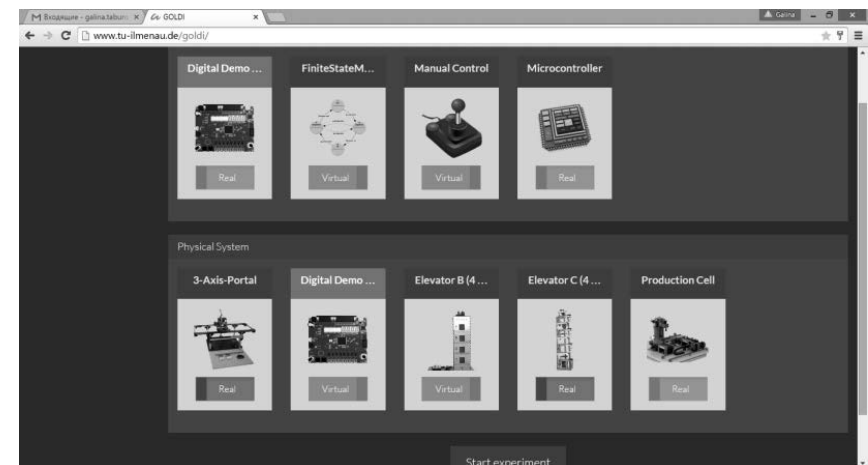 Входящие - galina.tabun
GOLDI
Galina
www.tu-ilmenau.de/goldi/
Digital Demo ...
FiniteStateM...
Manual Control
Microcontroller
Real
Virtual
Virtual
Real
Physical System
3-Axis-Portal
Digital Demo ...
Elevator B (4 ...
Elevator C (4 ...
Production Cell
Real
Virtual
Virtual
Real
Real
Start experiment